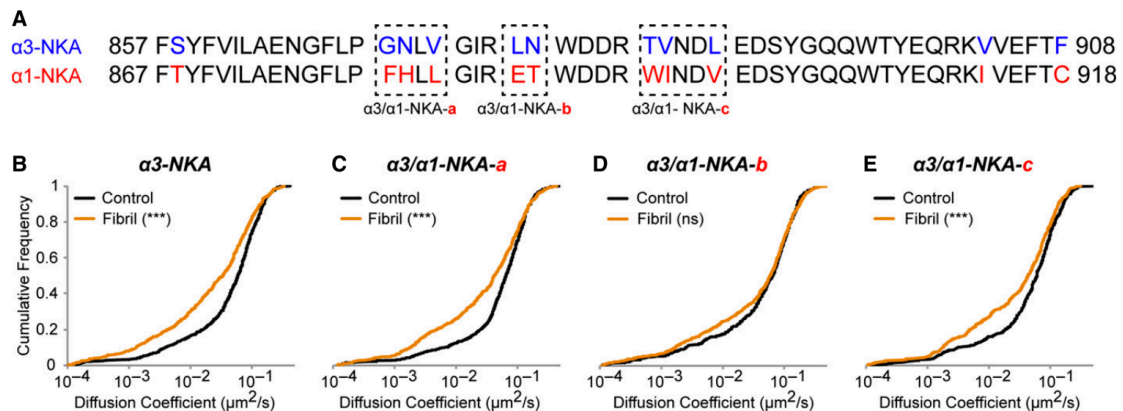 A
α3-NKA 857 FSYFVILAENGFLP GNLV GIR LN WDDR TVNDL EDSYGQQWTYEQRKVVEFTF 908
α1-NKA 867 FTYFVILAENGFLP FHLL GIR ET WDDR WINDV EDSYGQQWTYEQRKIVEFTC 918
α3/α1-NKA-a α3/α1-NKA-b α3/α1- NKA-c
B α3-NKA
C α3/α1-NKA-a
D α3/α1-NKA-b
E α3/α1-NKA-c
Cumulative Frequency
1
0.8
0.6
0.4
0.2
0
Control
Fibril (***)
10⁻⁴ 10⁻³ 10⁻² 10⁻¹
Diffusion Coefficient (μm²/s)
Control
Fibril (***)
10⁻⁴ 10⁻³ 10⁻² 10⁻¹
Diffusion Coefficient (μm²/s)
Control
Fibril (ns)
10⁻⁴ 10⁻³ 10⁻² 10⁻¹
Diffusion Coefficient (μm²/s)
Control
Fibril (***)
10⁻⁴ 10⁻³ 10⁻² 10⁻¹
Diffusion Coefficient (μm²/s)